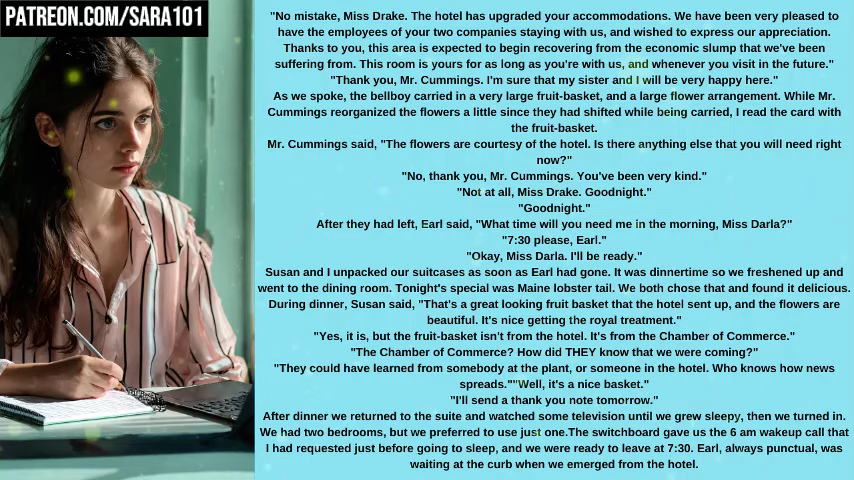 PATREON.COM/SARA101
"No mistake, Miss Drake. The hotel has upgraded your accommodations. We have been very pleased to
have the employees of your two companies staying with us, and wished to express our appreciation.
Thanks to you, this area is expected to begin recovering from the economic slump that we've been
suffering from. This room is yours for as long as you're with us, and whenever you visit in the future."
"Thank you, Mr. Cummings. I'm sure that my sister and I will be very happy here."
As we spoke, the bellboy carried in a very large fruit-basket, and a large flower arrangement. While Mr.
Cummings reorganized the flowers a little since they had shifted while being carried, I read the card with
the fruit-basket.
Mr. Cummings said, "The flowers are courtesy of the hotel. Is there anything else that you will need right
now?"
"No, thank you, Mr. Cummings. You've been very kind."
"Not at all, Miss Drake. Goodnight."
"Goodnight."
After they had left, Earl said, "What time will you need me in the morning, Miss Darla?"
"7:30 please, Earl."
"Okay, Miss Darla. I'll be ready."
Susan and I unpacked our suitcases as soon as Earl had gone. It was dinnertime so we freshened up and
went to the dining room. Tonight's special was Maine lobster tail. We both chose that and found it delicious.
During dinner, Susan said, "That's a great looking fruit basket that the hotel sent up, and the flowers are
beautiful. It's nice getting the royal treatment."
"Yes, it is, but the fruit-basket isn't from the hotel. It's from the Chamber of Commerce."
"The Chamber of Commerce? How did THEY know that we were coming?"
"They could have learned from somebody at the plant, or someone in the hotel. Who knows how news
spreads.""Well, it's a nice basket."
"I'll send a thank you note tomorrow."
After dinner we returned to the suite and watched some television until we grew sleepy, then we turned in.
We had two bedrooms, but we preferred to use just one.The switchboard gave us the 6 am wakeup call that
I had requested just before going to sleep, and we were ready to leave at 7:30. Earl, always punctual, was
waiting at the curb when we emerged from the hotel.